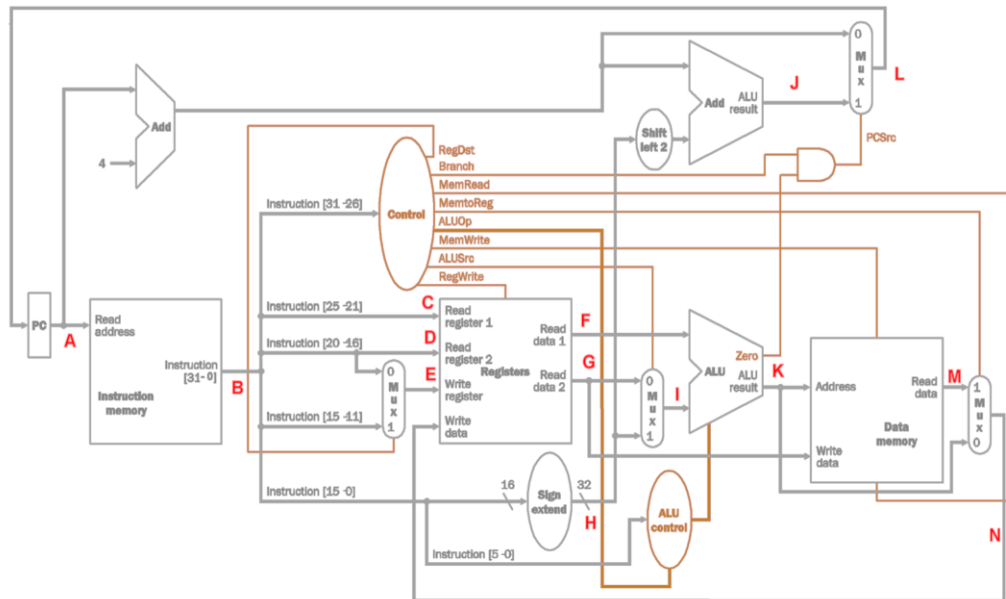 0
M
u
x
1
L
J
Add
ALU
result
Add
4
Shift
left 2
PCSrc
RegDst
Branch
MemRead
MemtoReg
ALUOp
MemWrite
ALUSrc
RegWrite
Control
Instruction [31-26]
PC
A
Read
address
Instruction
[31-0]
Instruction
memory
B
Instruction [25-21]
Instruction [20-16]
Instruction [15-11]
Instruction [15-0]
Instruction [5-0]
0
M
u
x
1
C
D
E
Read
register 1
Read
register 2
Write
register
Write
data
Registers
Read
data 1
Read
data 2
F
G
0
M
u
x
1
I
Zero
ALU
ALU
result
K
Address
Write
data
Read
data
Data
memory
M
1
M
u
x
0
N
16
Sign
extend
32
H
ALU
control